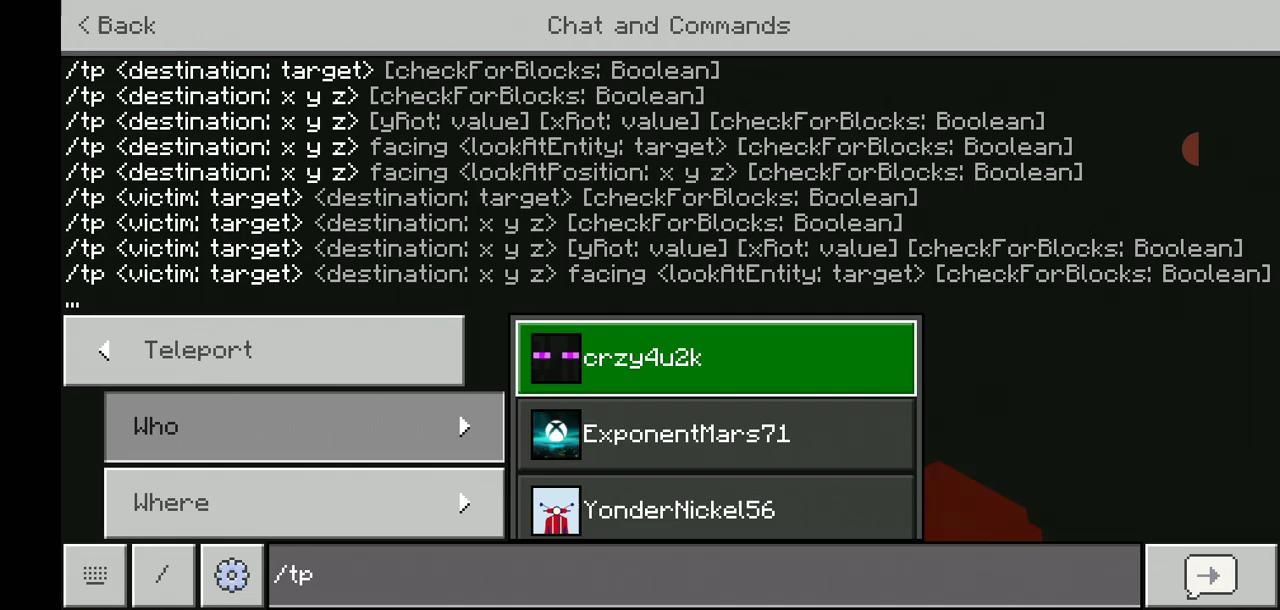 < Back
Chat and Commands
/tp <destination: target> [checkForBlocks: Boolean]
/tp <destination: x y z> [checkForBlocks: Boolean]
/tp <destination: x y z> [yRot: value] [xRot: value] [checkForBlocks: Boolean]
/tp <destination: x y z> facing <lookAtEntity: target> [checkForBlocks: Boolean]
/tp <destination: x y z> facing <lookAtPosition: x y z> [checkForBlocks: Boolean]
/tp <victim: target> <destination: target> [checkForBlocks: Boolean]
/tp <victim: target> <destination: x y z> [checkForBlocks: Boolean]
/tp <victim: target> <destination: x y z> [yRot: value] [xRot: value] [checkForBlocks: Boolean]
/tp <victim: target> <destination: x y z> facing <lookAtEntity: target> [checkForBlocks: Boolean]
...
Teleport
Who
Where
crzy4u2k
ExponentMars71
YonderNickel56
/
/tp